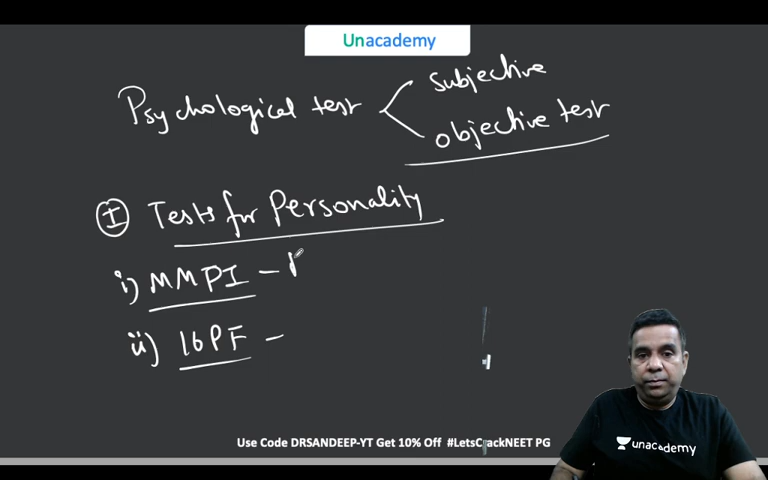 Unacademy
Psychological test
subjective
objective test
I Tests for Personality
i) MMPI -
ii) 16PF -
unacademy
Use Code DRSANDEEP-YT Get 10% Off #LetsCrackNEET PG